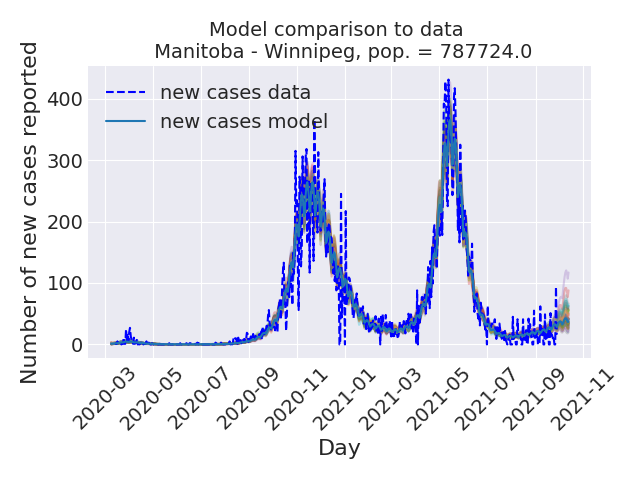 Model comparison to data
Manitoba - Winnipeg, pop. = 787724.0
Number of new cases reported
400
300
200
100
0
new cases data
new cases model
2020-03
2020-05
2020-07
2020-09
2020-11
2021-01
2021-03
2021-05
2021-07
2021-09
2021-11
Day